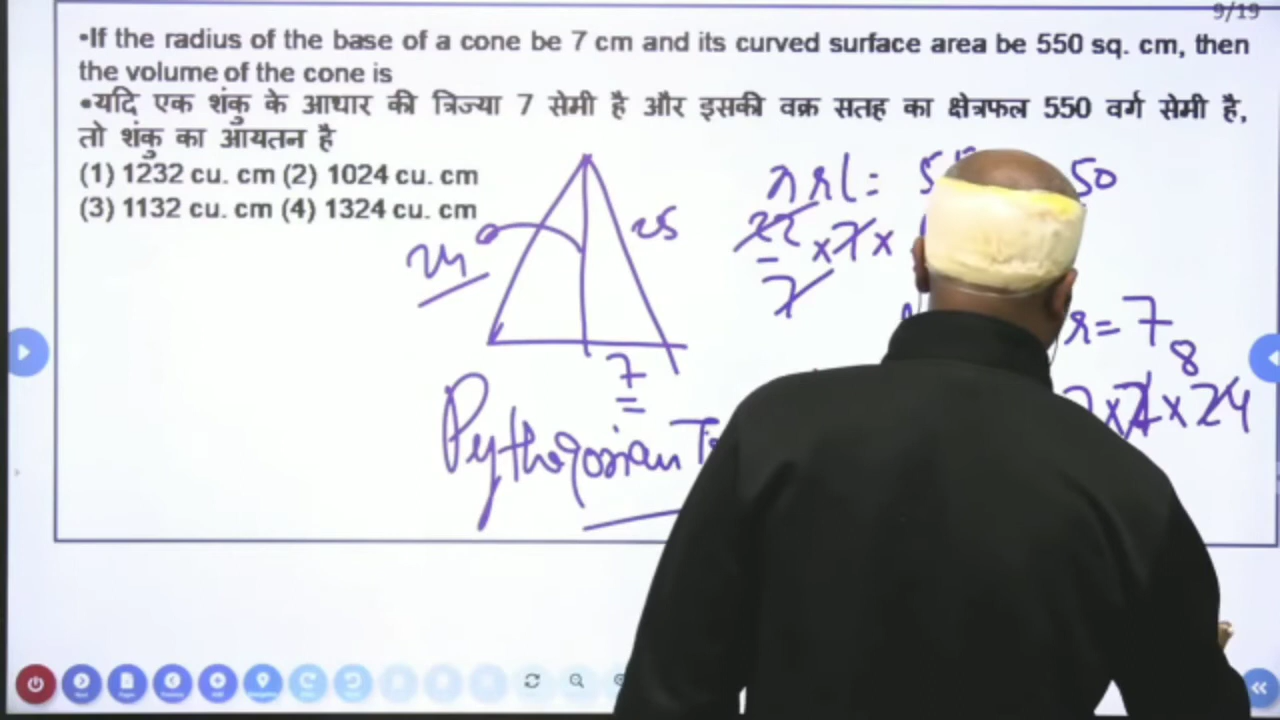 9/19
•If the radius of the base of a cone be 7 cm and its curved surface area be 550 sq. cm, then
the volume of the cone is
•यदि एक शंकु के आधार की त्रिज्या 7 सेमी है और इसकी वक्र सतह का क्षेत्रफल 550 वर्ग सेमी है,
तो शंकु का आयतन है
(1) 1232 cu. cm (2) 1024 cu. cm
(3) 1132 cu. cm (4) 1324 cu. cm
πrl = 50
22 × 7 ×
7
25
24
r = 7
8
7
× 7 × 24
Pythagorian